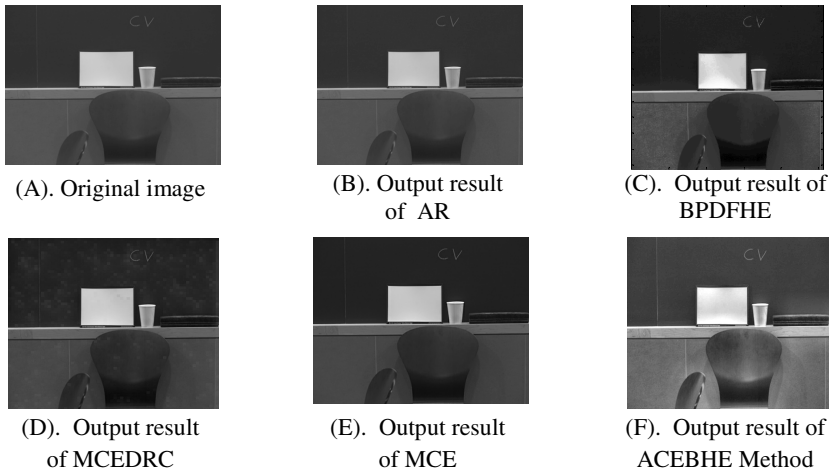 CV
CV
CV
(A). Original image
(B). Output result
of AR
(C). Output result of
BPDFHE
CV
CV
CV
(D). Output result
of MCEDRC
(E). Output result
of MCE
(F). Output result of
ACEBHE Method